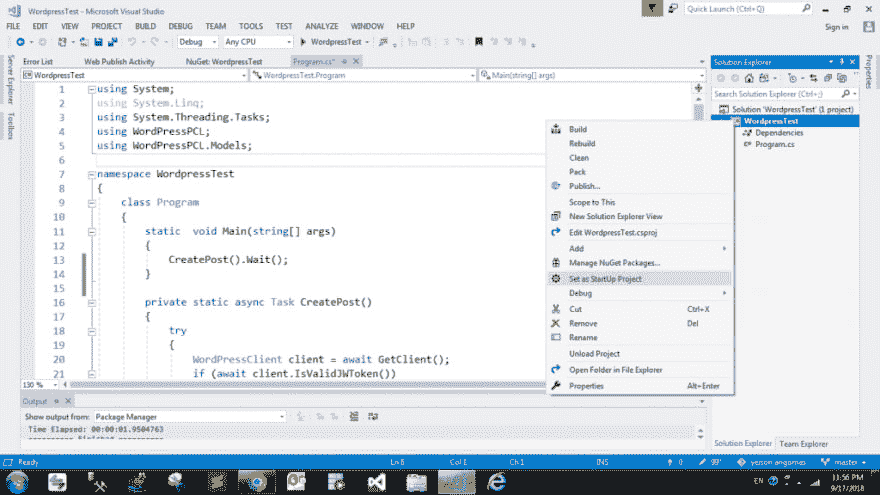 WordpressTest - Microsoft Visual Studio
Quick Launch (Ctrl+Q)
FILE EDIT VIEW PROJECT BUILD DEBUG TEAM TOOLS TEST ANALYZE WINDOW HELP
Sign in
Debug Any CPU WordpressTest
Error List Web Publish Activity NuGet: WordpressTest Program.cs*
Solution Explorer
WordpressTest WordpressTest.Program Main(string[] args)
Server Explorer
Toolbox
Properties
Search Solution Explorer (Ctrl+;)
Solution 'WordpressTest' (1 project)
WordpressTest
Dependencies
Program.cs
1 using System;
2 using System.Linq;
3 using System.Threading.Tasks;
4 using WordPressPCL;
5 using WordPressPCL.Models;
6
7 namespace WordpressTest
8 {
9 class Program
10 {
11 static void Main(string[] args)
12 {
13 CreatePost().Wait();
14 }
15
16 private static async Task CreatePost()
17 {
18 try
19 {
20 WordPressClient client = await GetClient();
21 if (await client.IsValidJWToken())
130 %
Build
Rebuild
Clean
Pack
Publish...
Scope to This
New Solution Explorer View
Edit WordpressTest.csproj
Add
Manage NuGet Packages...
Set as StartUp Project
Debug
Cut Ctrl+X
Remove Del
Rename
Unload Project
Open Folder in File Explorer
Properties Alt+Enter
Output
Show output from: Package Manager
Time Elapsed: 00:00:01.9504763
========== Finished ==========
Solution Explorer Team Explorer
Ready Ln 6 Col 1 Ch 1 INS 0 99+ yeison angomas master
EN 11:56 PM
9/17/2018